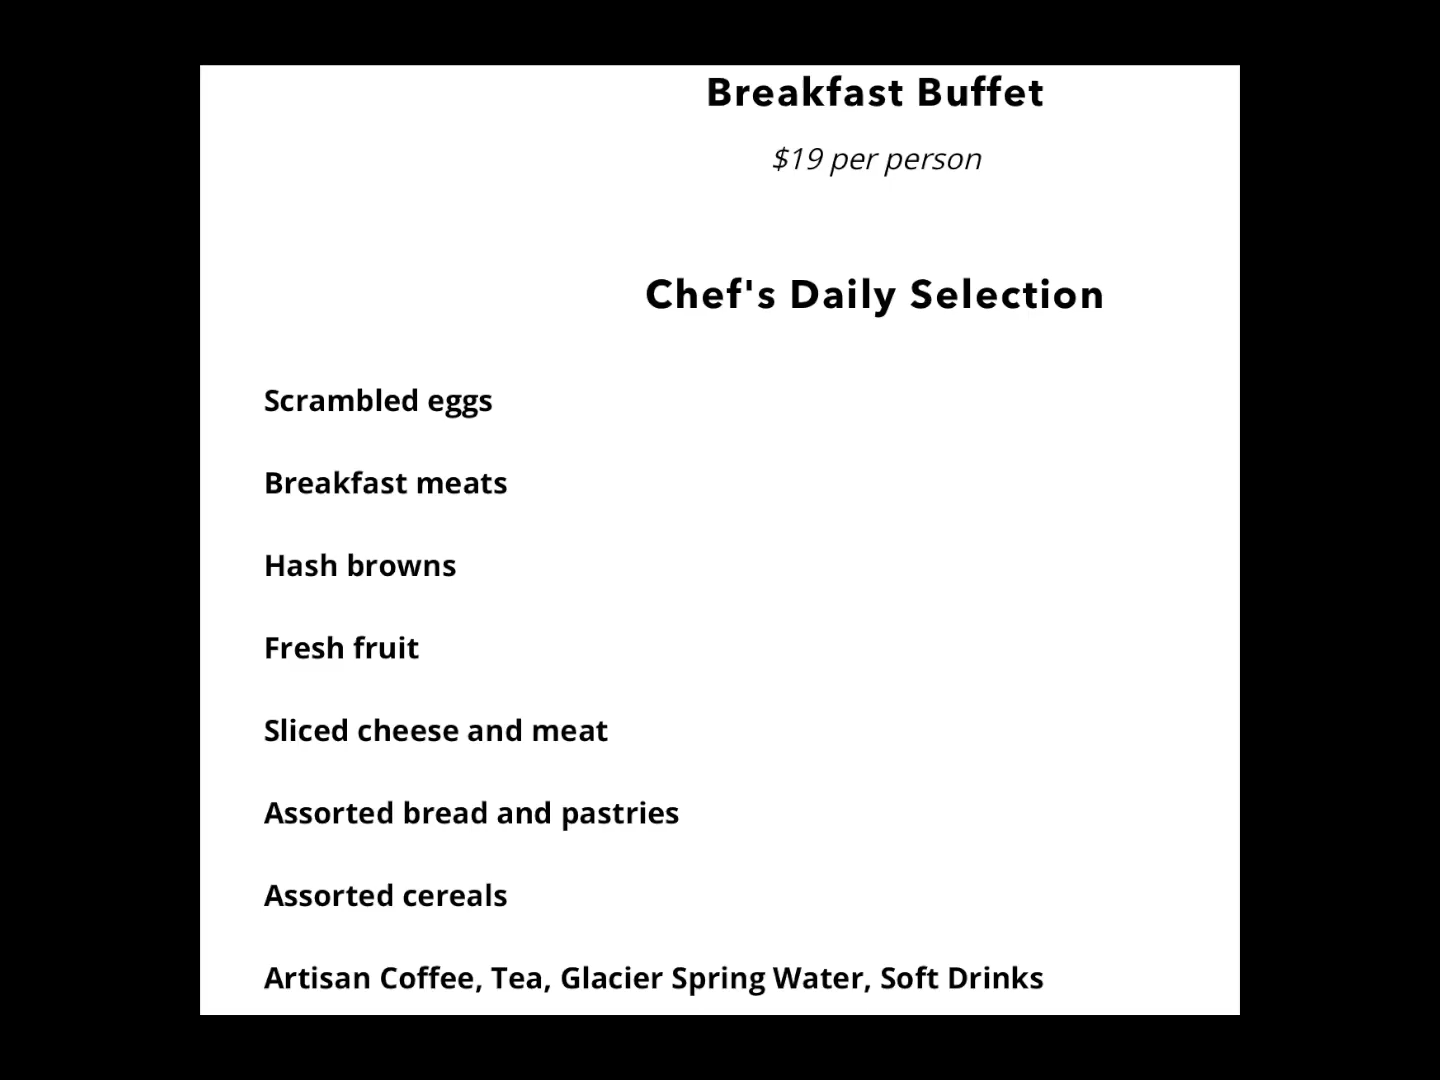 Breakfast Buffet
$19 per person
Chef's Daily Selection
Scrambled eggs
Breakfast meats
Hash browns
Fresh fruit
Sliced cheese and meat
Assorted bread and pastries
Assorted cereals
Artisan Coffee, Tea, Glacier Spring Water, Soft Drinks